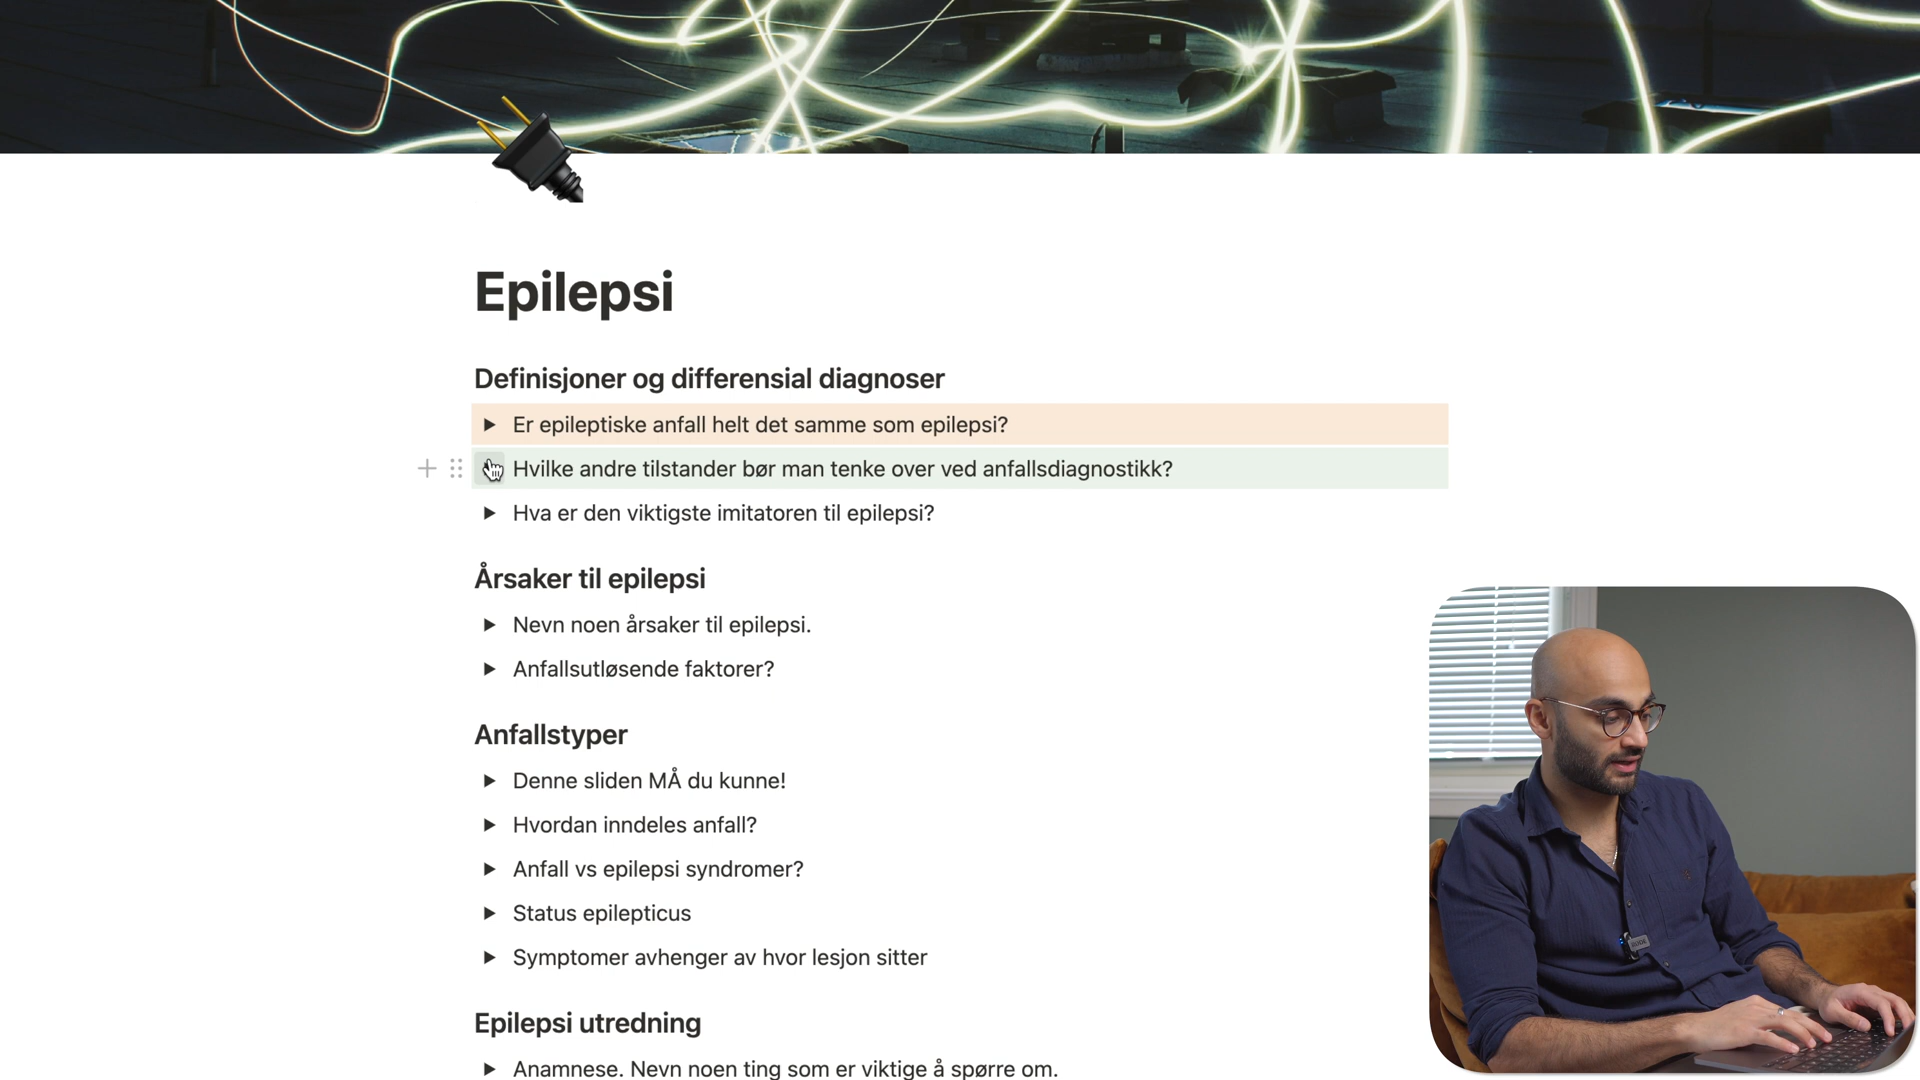 Epilepsi
Definisjoner og differensial diagnoser
Er epileptiske anfall helt det samme som epilepsi?
Hvilke andre tilstander bør man tenke over ved anfallsdiagnostikk?
Hva er den viktigste imitatoren til epilepsi?
Årsaker til epilepsi
Nevn noen årsaker til epilepsi.
Anfallsutløsende faktorer?
Anfallstyper
Denne sliden MÅ du kunne!
Hvordan inndeles anfall?
Anfall vs epilepsi syndromer?
Status epilepticus
Symptomer avhenger av hvor lesjon sitter
Epilepsi utredning
Anamnese. Nevn noen ting som er viktige å spørre om.